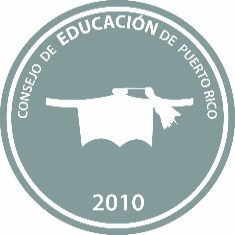 CONSEJO DE EDUCACIÓN DE PUERTO RICO
2010